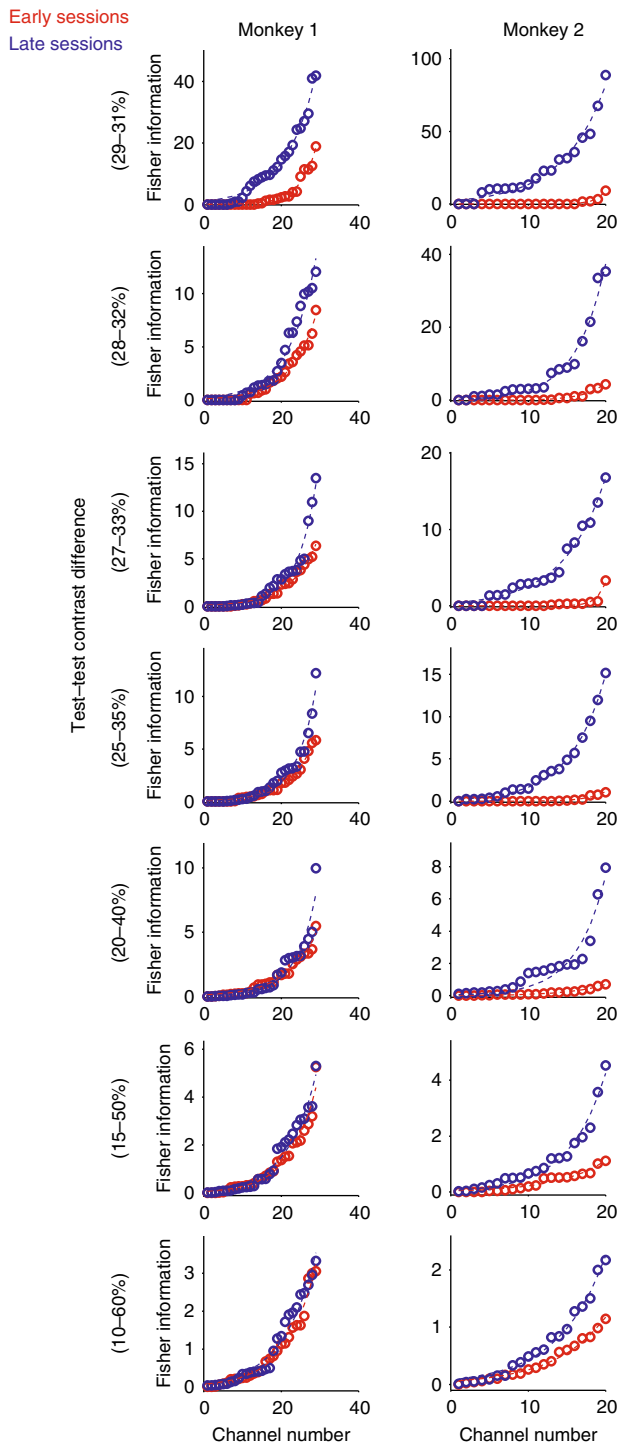 Early sessions
Late sessions
Monkey 1
Monkey 2
Test–test contrast difference
(29–31%)
Fisher information
40
20
0
0 20 40
100
50
0
0 10 20
(28–32%)
Fisher information
10
5
0
0 20 40
40
20
0
0 10 20
(27–33%)
Fisher information
15
10
5
0
0 20 40
20
10
0
0 10 20
(25–35%)
Fisher information
10
5
0
0 20 40
15
10
5
0
0 10 20
(20–40%)
Fisher information
10
5
0
0 20 40
8
6
4
2
0
0 10 20
(15–50%)
Fisher information
6
4
2
0
0 20 40
4
2
0
0 10 20
(10–60%)
Fisher information
3
2
1
0
0 20 40
2
1
0
0 10 20
Channel number
Channel number